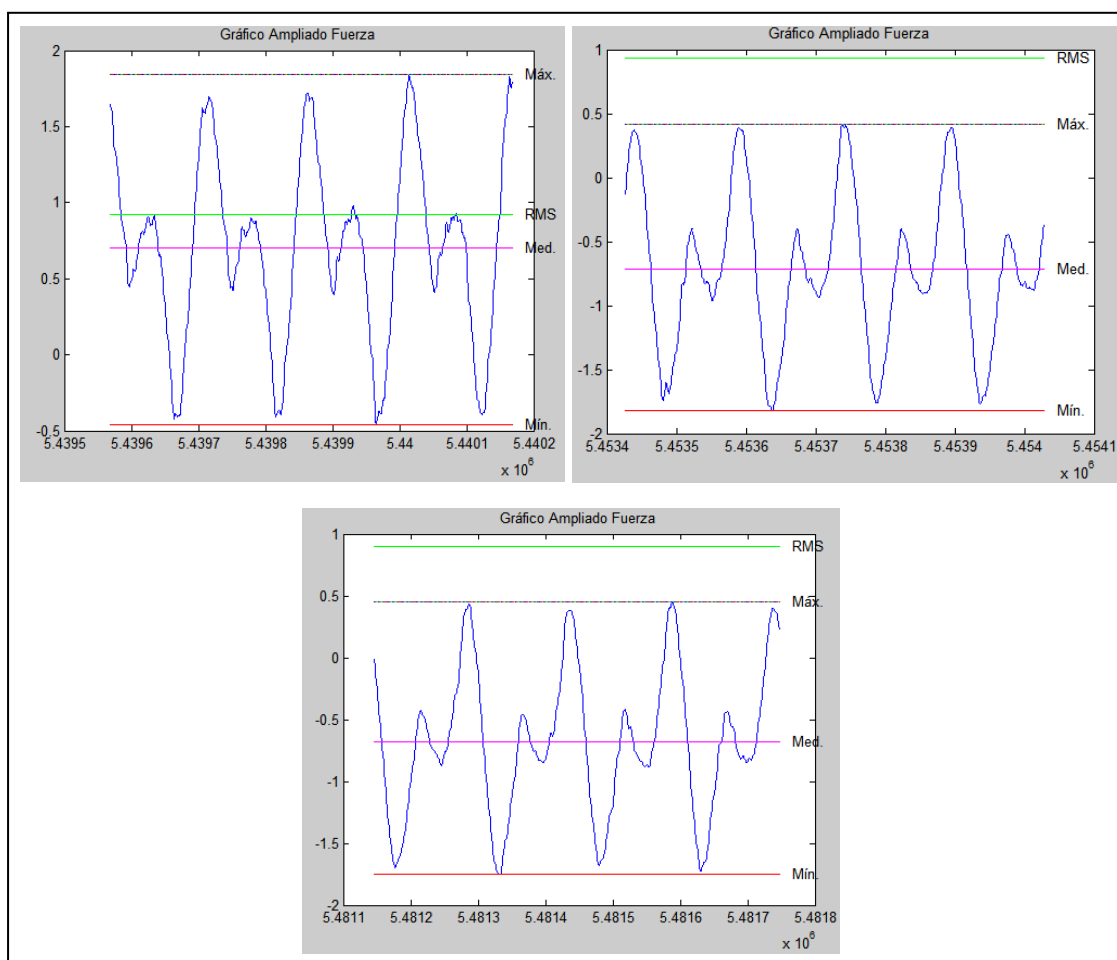 Gráfico Ampliado Fuerza
2
1.5
1
0.5
0
-0.5
Máx.
RMS
Med.
Mín.
5.4395 5.4396 5.4397 5.4398 5.4399 5.44 5.4401 5.4402
x 10^6
Gráfico Ampliado Fuerza
1
0.5
0
-0.5
-1
-1.5
-2
RMS
Máx.
Med.
Mín.
5.4534 5.4535 5.4536 5.4537 5.4538 5.4539 5.454 5.4541
x 10^6
Gráfico Ampliado Fuerza
1
0.5
0
-0.5
-1
-1.5
-2
RMS
Máx.
Med.
Mín.
5.4811 5.4812 5.4813 5.4814 5.4815 5.4816 5.4817 5.4818
x 10^6